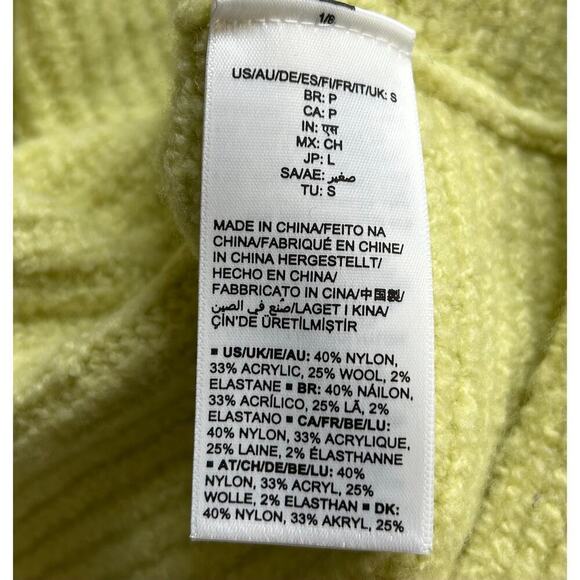 1/8
US/AU/DE/ES/FI/FR/IT/UK: S
BR: P
CA: P
IN: एस
MX: CH
JP: L
SA/AE: صغير
TU: S
MADE IN CHINA/FEITO NA
CHINA/FABRIQUÉ EN CHINE/
IN CHINA HERGESTELLT/
HECHO EN CHINA/
FABBRICATO IN CINA/中国製/
صُنع في الصين/LAGET I KINA/
ÇİN'DE ÜRETİLMİŞTİR
▪ US/UK/IE/AU: 40% NYLON,
33% ACRYLIC, 25% WOOL, 2%
ELASTANE ▪ BR: 40% NÁILON,
33% ACRÍLICO, 25% LÃ, 2%
ELASTANO ▪ CA/FR/BE/LU:
40% NYLON, 33% ACRYLIQUE,
25% LAINE, 2% ÉLASTHANNE
▪ AT/CH/DE/BE/LU: 40%
NYLON, 33% ACRYL, 25%
WOLLE, 2% ELASTHAN ▪ DK:
40% NYLON, 33% AKRYL, 25%